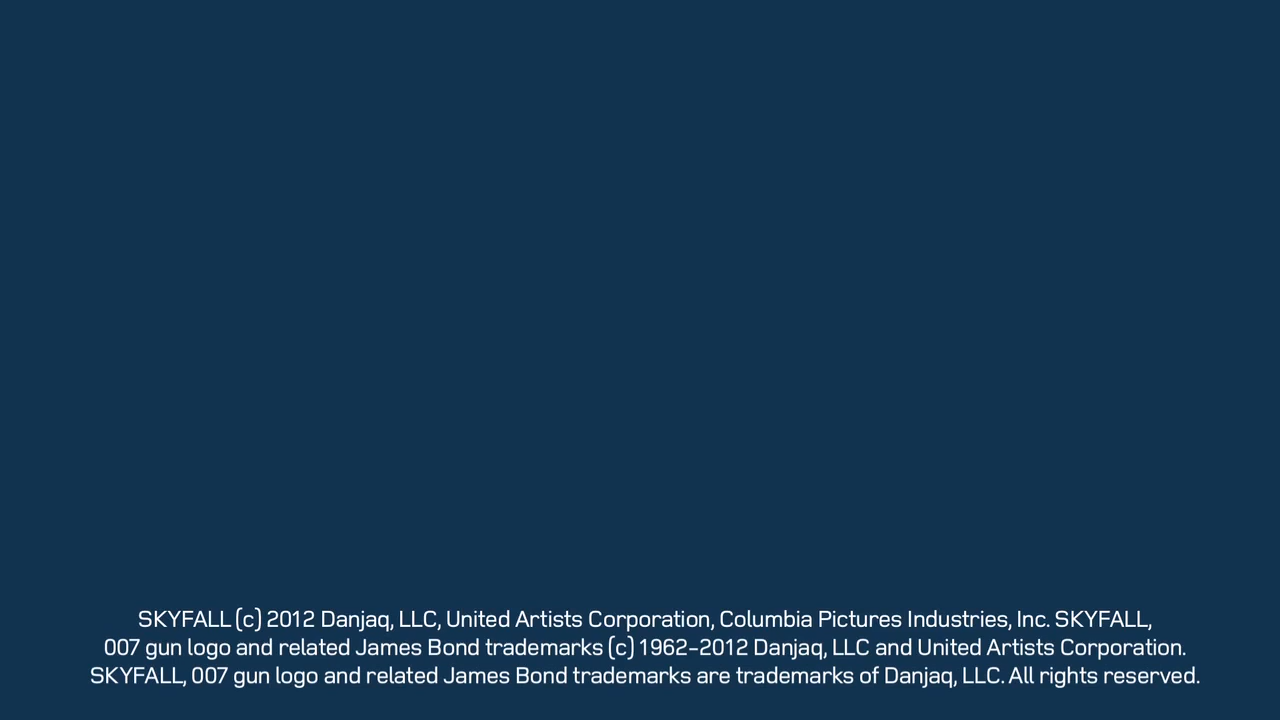 SKYFALL (c) 2012 Danjaq, LLC, United Artists Corporation, Columbia Pictures Industries, Inc. SKYFALL,
007 gun logo and related James Bond trademarks (c) 1962-2012 Danjaq, LLC and United Artists Corporation.
SKYFALL, 007 gun logo and related James Bond trademarks are trademarks of Danjaq, LLC. All rights reserved.